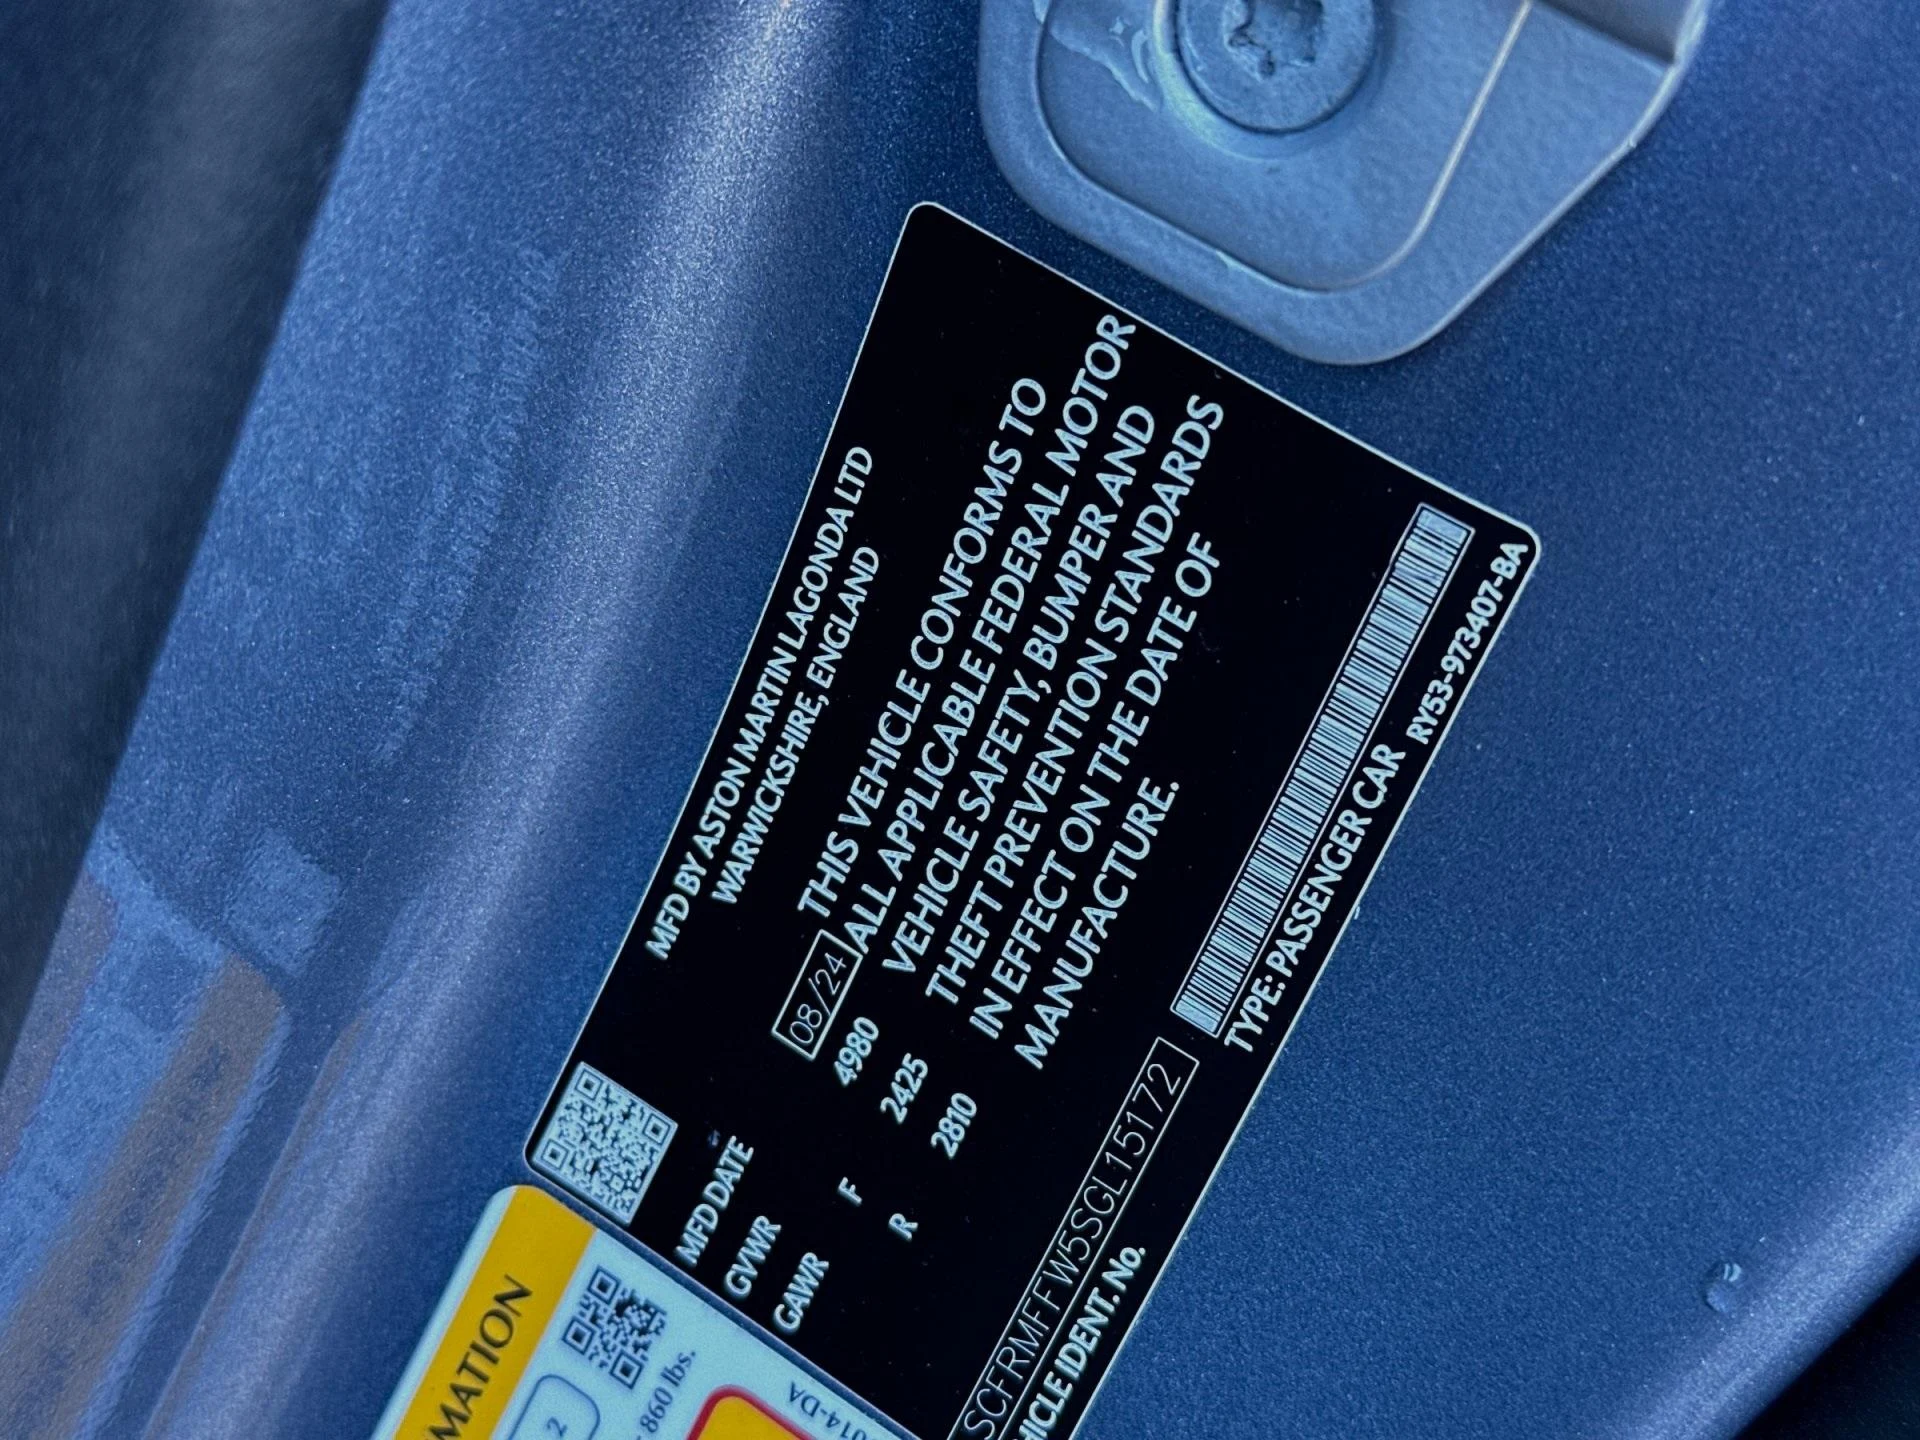 MFD BY ASTON MARTIN LAGONDA LTD
WARWICKSHIRE, ENGLAND
MFD DATE 08/24
GVWR 4980
GAWR F 2425
R 2810
THIS VEHICLE CONFORMS TO
ALL APPLICABLE FEDERAL MOTOR
VEHICLE SAFETY, BUMPER AND
THEFT PREVENTION STANDARDS
IN EFFECT ON THE DATE OF
MANUFACTURE.
SCFRMFFW5SGL15172
HICLE IDENT. No.
TYPE: PASSENGER CAR
RY53-973407-BA
MATION
2
860 lbs.
014-DA